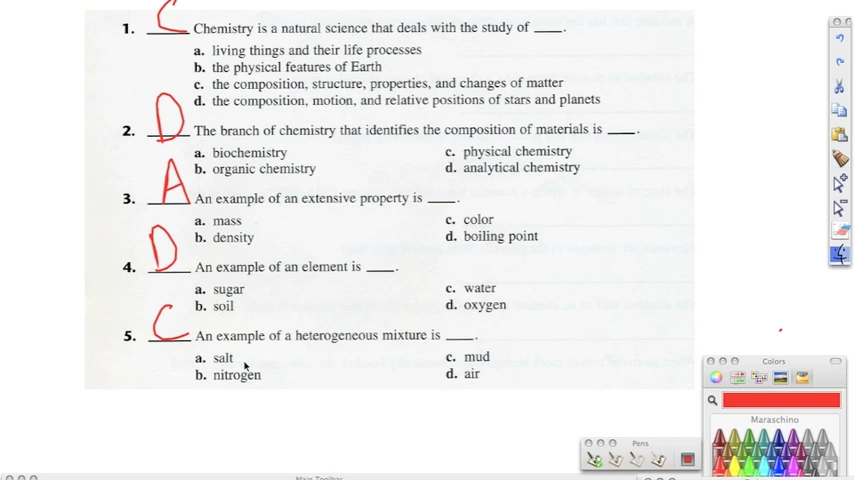 C
1. ____ Chemistry is a natural science that deals with the study of ____.
a. living things and their life processes
b. the physical features of Earth
c. the composition, structure, properties, and changes of matter
d. the composition, motion, and relative positions of stars and planets
D
2. ____ The branch of chemistry that identifies the composition of materials is ____.
a. biochemistry c. physical chemistry
b. organic chemistry d. analytical chemistry
A
3. ____ An example of an extensive property is ____.
a. mass c. color
b. density d. boiling point
D
4. ____ An example of an element is ____.
a. sugar c. water
b. soil d. oxygen
C
5. ____ An example of a heterogeneous mixture is ____.
a. salt c. mud
b. nitrogen d. air
Colors
Maraschino
Pens